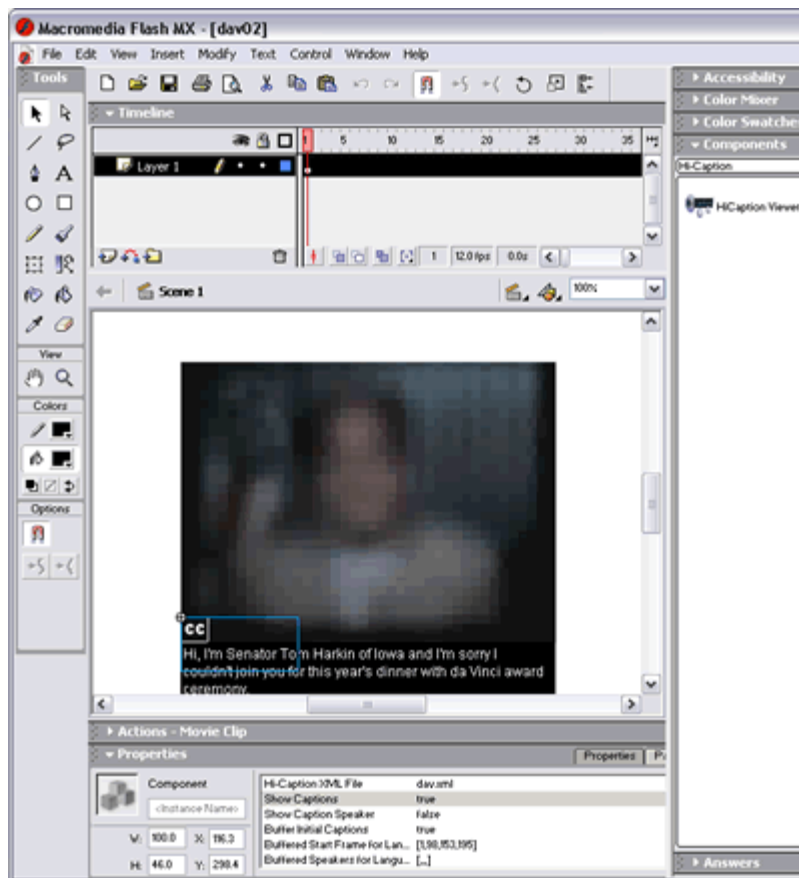 Macromedia Flash MX - [dav02]
File Edit View Insert Modify Text Control Window Help
Tools
Timeline
1 5 10 15 20 25 30 35
Layer 1
1 12.0 fps 0.0s
Scene 1
100%
View
Colors
Options
cc
Hi, I'm Senator Tom Harkin of Iowa and I'm sorry I
couldn't join you for this year's dinner with da Vinci award
ceremony.
Actions - Movie Clip
Properties
Properties
Component
<Instance Name>
W: 100.0 X: 116.3
H: 46.0 Y: 298.4
Hi-Caption XML File dav.xml
Show Captions true
Show Caption Speaker false
Buffer Initial Captions true
Buffered Start Frame for Lan... [1,98,153,195]
Buffered Speakers for Langu... [,,,]
Accessibility
Color Mixer
Color Swatche
Components
Hi-Caption
HiCaption Viewer
Answers